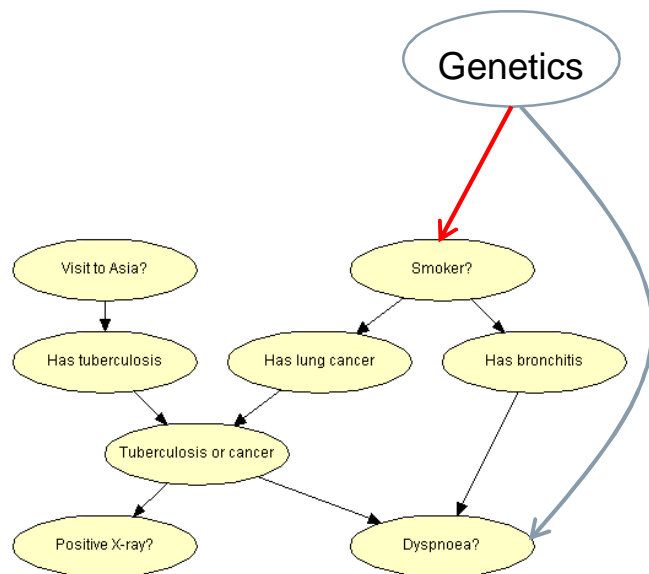 Genetics
Visit to Asia?
Smoker?
Has tuberculosis
Has lung cancer
Has bronchitis
Tuberculosis or cancer
Positive X-ray?
Dyspnoea?